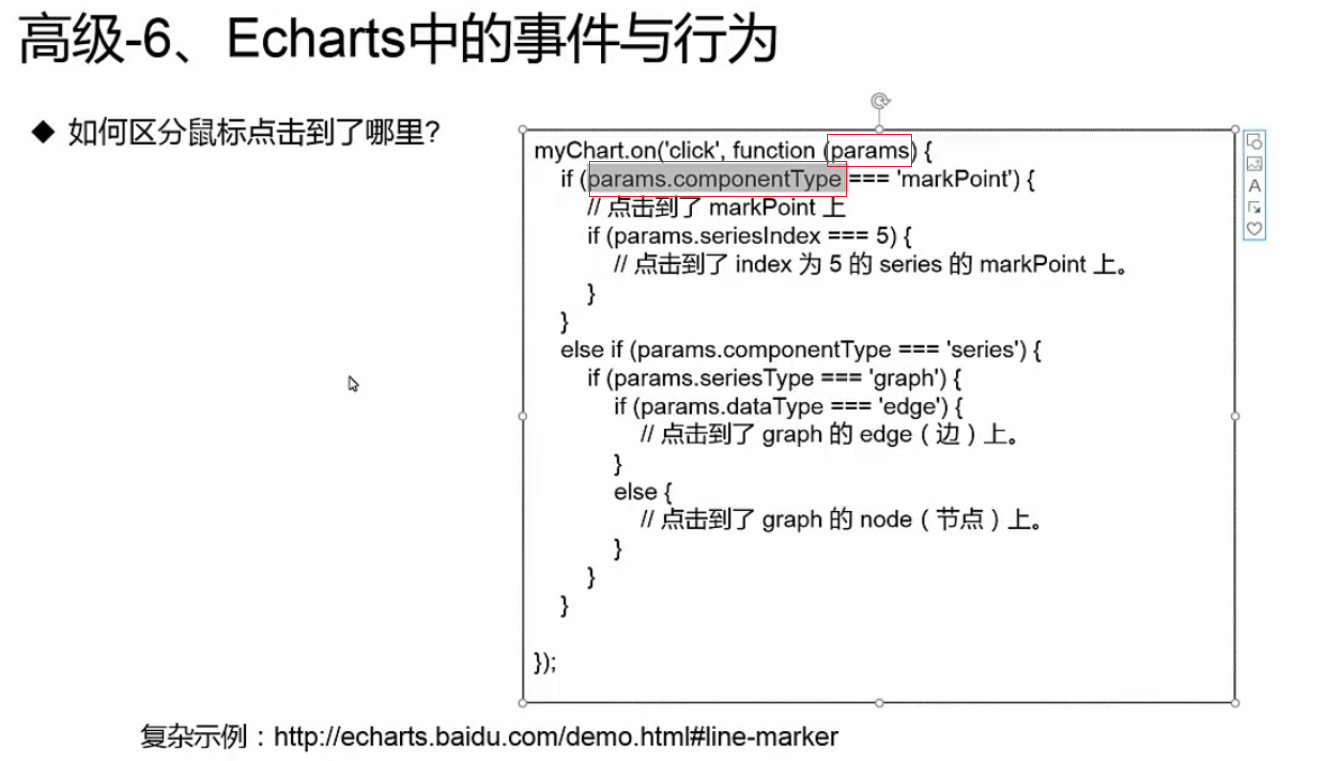 高级-6、Echarts中的事件与行为
◆ 如何区分鼠标点击到了哪里?
myChart.on('click', function (params) {
if (params.componentType === 'markPoint') {
// 点击到了 markPoint 上
if (params.seriesIndex === 5) {
// 点击到了 index 为 5 的 series 的 markPoint 上。
}
}
else if (params.componentType === 'series') {
if (params.seriesType === 'graph') {
if (params.dataType === 'edge') {
// 点击到了 graph 的 edge（边）上。
}
else {
// 点击到了 graph 的 node（节点）上。
}
}
}
});
复杂示例：http://echarts.baidu.com/demo.html#line-marker